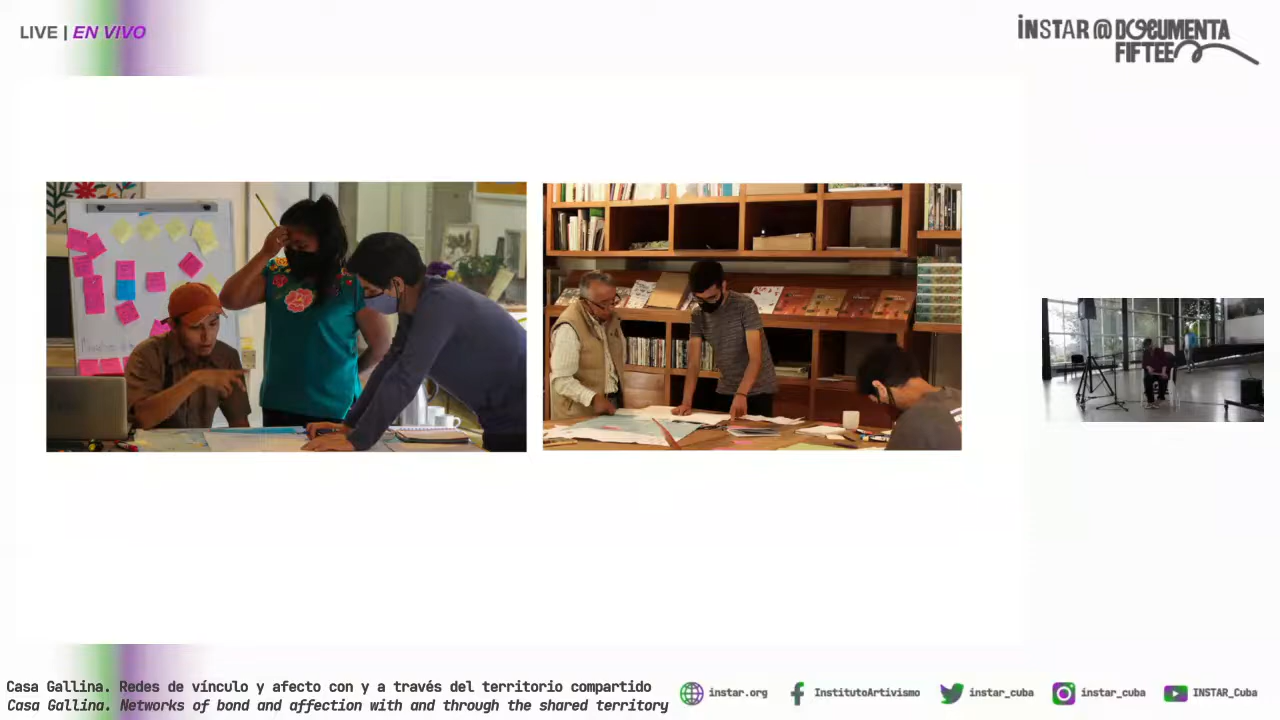 LIVE | EN VIVO
INSTAR @ DOCUMENTA
FIFTEEN
Casa Gallina. Redes de vínculo y afecto con y a través del territorio compartido
Casa Gallina. Networks of bond and affection with and through the shared territory
instar.org
InstitutoArtivismo
instar_cuba
instar_cuba
INSTAR_Cuba